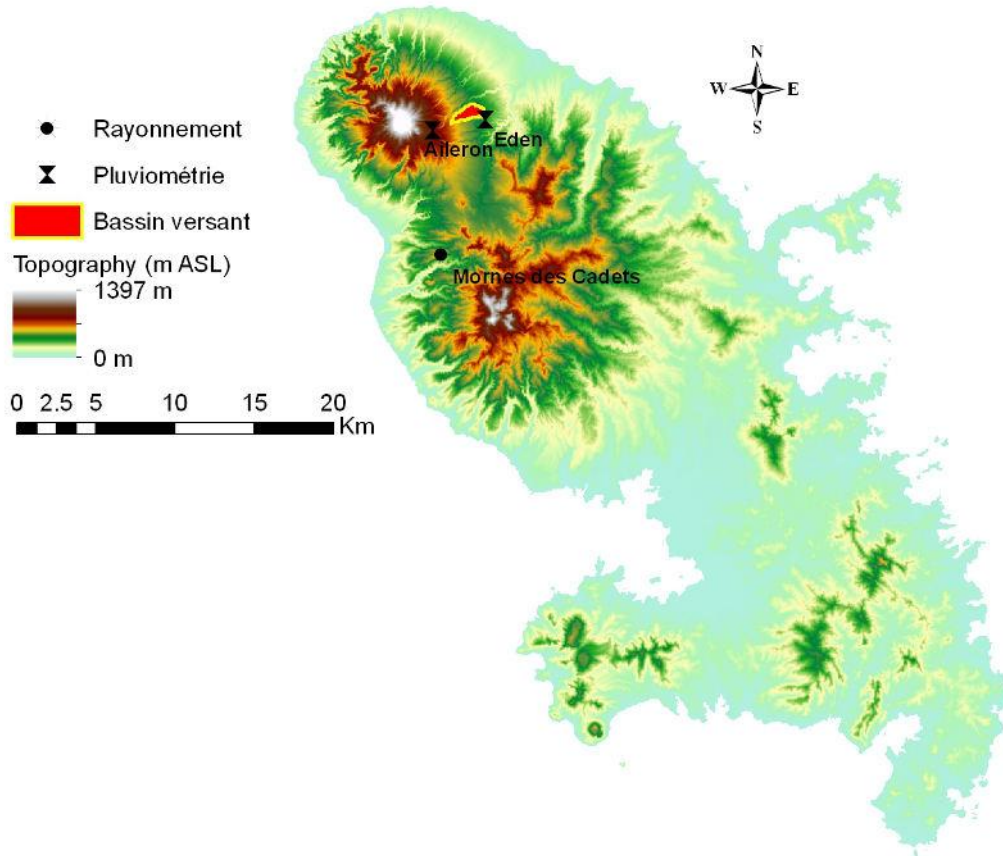 N
W E
S
Rayonnement
Pluviométrie
Bassin versant
Topography (m ASL)
1397 m
0 m
0 2.5 5 10 15 20
Km
Eden
Aileron
Mornes des Cadets